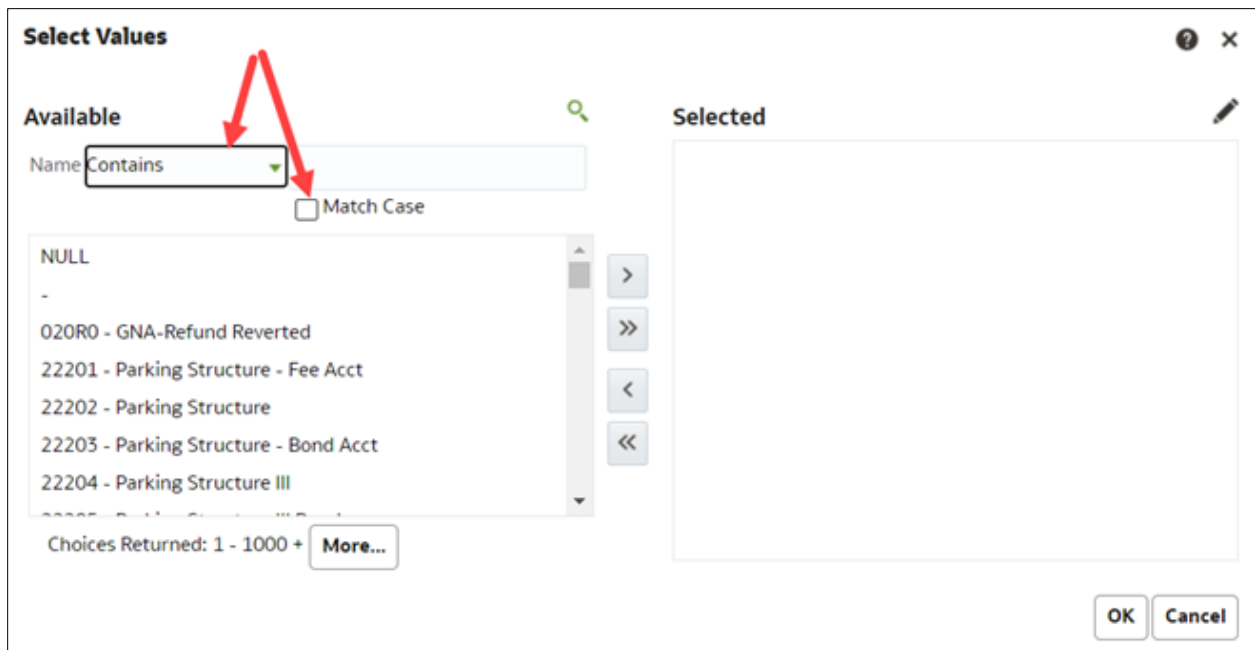 Select Values
Available
Selected
Name Contains
Match Case
NULL
-
020R0 - GNA-Refund Reverted
22201 - Parking Structure - Fee Acct
22202 - Parking Structure
22203 - Parking Structure - Bond Acct
22204 - Parking Structure III
Choices Returned: 1 - 1000 + More...
OK Cancel